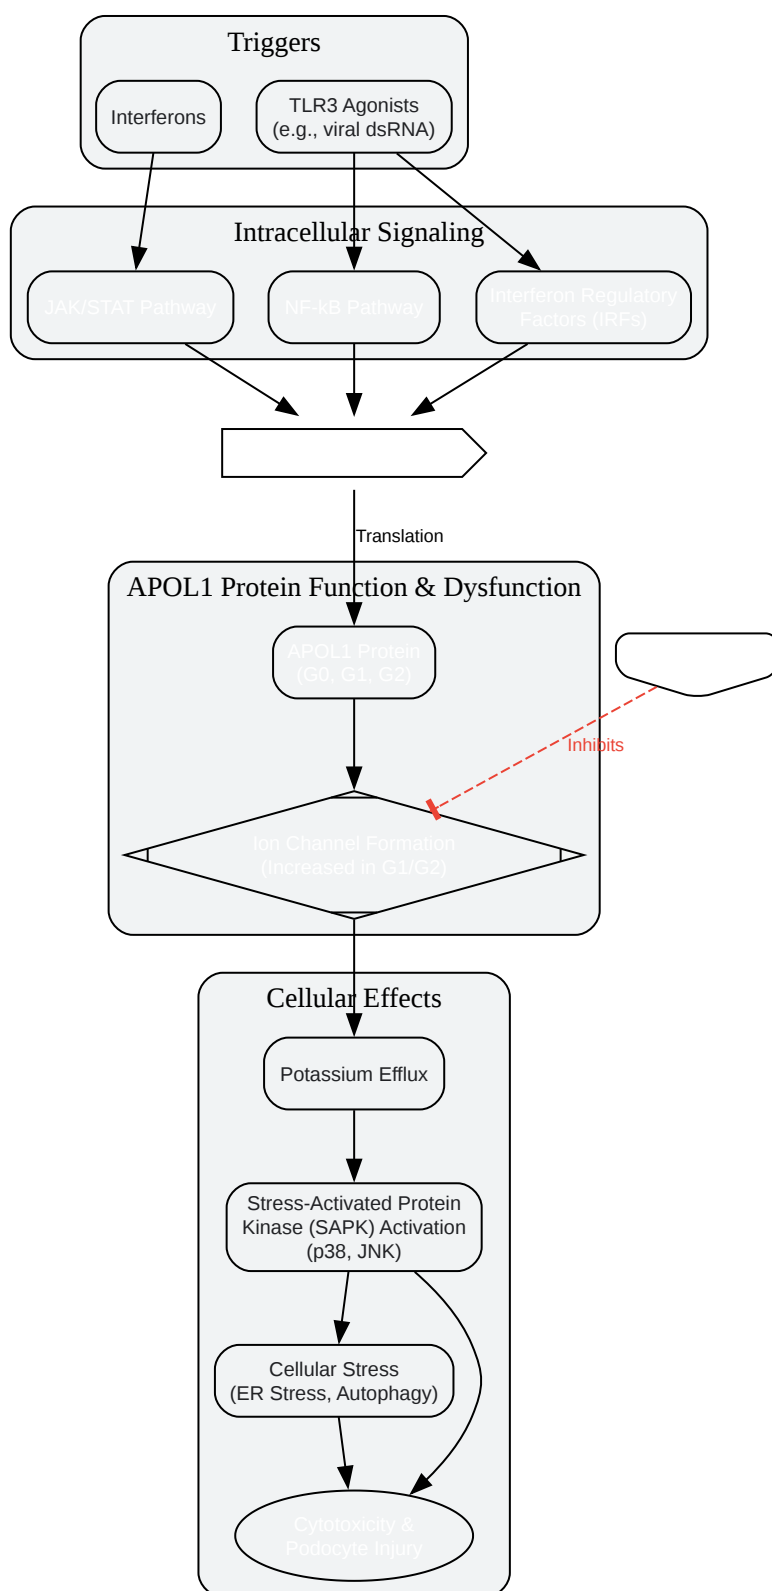 Triggers
Interferons
TLR3 Agonists
(e.g., viral dsRNA)
Intracellular Signaling
JAK/STAT Pathway
NF-kB Pathway
Interferon Regulatory
Factors (IRFs)
Translation
APOL1 Protein Function & Dysfunction
APOL1 Protein
(G0, G1, G2)
Inhibits
Ion Channel Formation
(Increased in G1/G2)
Cellular Effects
Potassium Efflux
Stress-Activated Protein
Kinase (SAPK) Activation
(p38, JNK)
Cellular Stress
(ER Stress, Autophagy)
Cytotoxicity &
Podocyte Injury